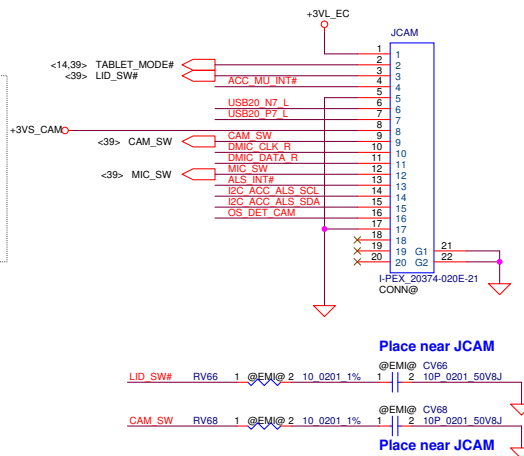 +3VL_EC
JCAM
1 1
<14,39> TABLET_MODE# 2 2
<39> LID_SW# 3 3
ACC_MU_INT# 4 4
5 5
USB20_N7_L 6 6
USB20_P7_L 7 7
+3VS_CAM 8 8
<39> CAM_SW CAM_SW 9 9
DMIC_CLK_R 10 10
DMIC_DATA_R 11 11
<39> MIC_SW MIC_SW 12 12
ALS_INT# 13 13
I2C_ACC_ALS_SCL 14 14
I2C_ACC_ALS_SDA 15 15
OS_DET_CAM 16 16
17 17
18 18
19 19 G1 21
20 20 G2 22
I-PEX_20374-020E-21
CONN@
Place near JCAM
@EMI@ CV66
LID_SW# RV66 1 @EMI@ 2 10_0201_1% 1 2 10P_0201_50V8J
@EMI@ CV68
CAM_SW RV68 1 @EMI@ 2 10_0201_1% 1 2 10P_0201_50V8J
Place near JCAM